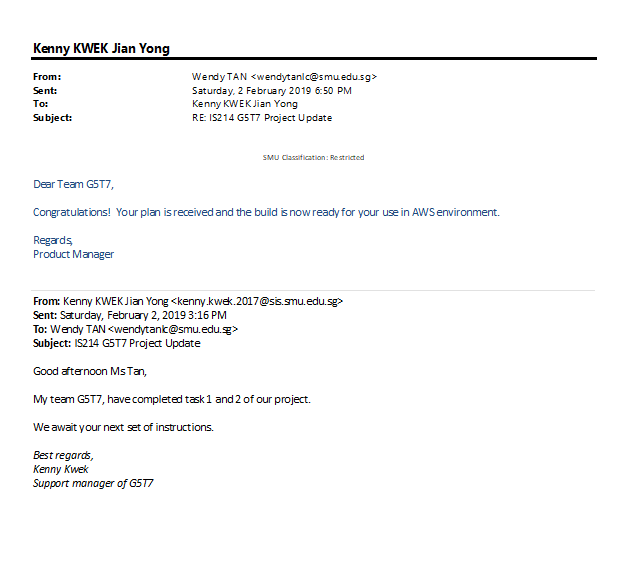 Kenny KWEK Jian Yong
From: Wendy TAN <wendytanlc@smu.edu.sg>
Sent: Saturday, 2 February 2019 6:50 PM
To: Kenny KWEK Jian Yong
Subject: RE: IS214 G5T7 Project Update
SMU Classification: Restricted
Dear Team G5T7,
Congratulations! Your plan is received and the build is now ready for your use in AWS environment.
Regards,
Product Manager
From: Kenny KWEK Jian Yong <kenny.kwek.2017@sis.smu.edu.sg>
Sent: Saturday, February 2, 2019 3:16 PM
To: Wendy TAN <wendytanlc@smu.edu.sg>
Subject: IS214 G5T7 Project Update
Good afternoon Ms Tan,
My team G5T7, have completed task 1 and 2 of our project.
We await your next set of instructions.
Best regards,
Kenny Kwek
Support manager of G5T7